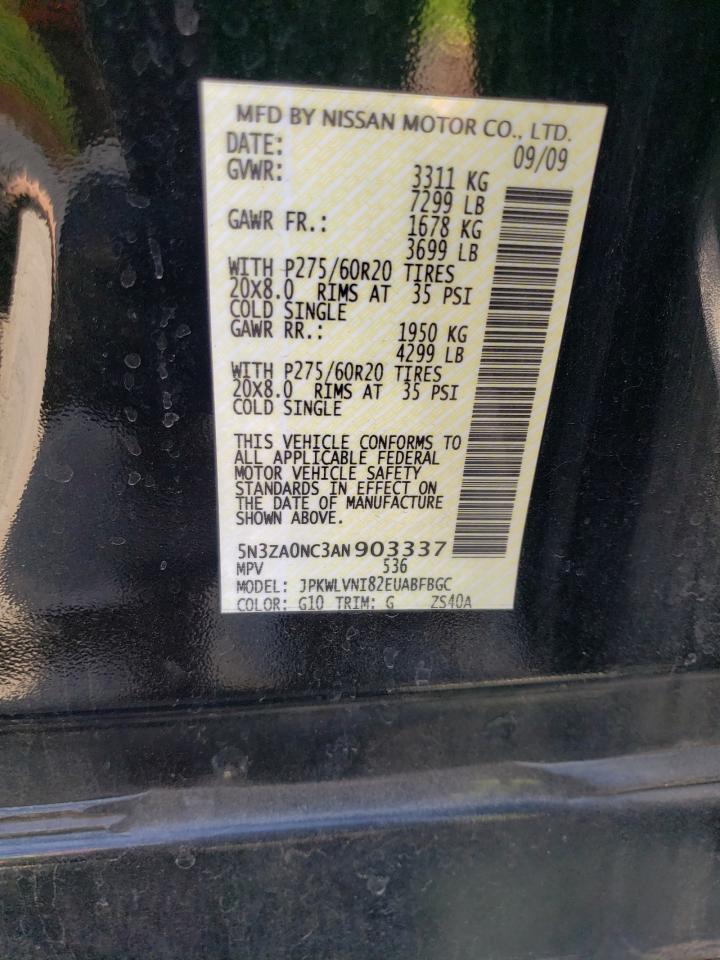 MFD BY NISSAN MOTOR CO., LTD.
DATE: 09/09
GVWR: 3311 KG
7299 LB
GAWR FR.: 1678 KG
3699 LB
WITH P275/60R20 TIRES
20X8.0 RIMS AT 35 PSI
COLD SINGLE
GAWR RR.: 1950 KG
4299 LB
WITH P275/60R20 TIRES
20X8.0 RIMS AT 35 PSI
COLD SINGLE
THIS VEHICLE CONFORMS TO
ALL APPLICABLE FEDERAL
MOTOR VEHICLE SAFETY
STANDARDS IN EFFECT ON
THE DATE OF MANUFACTURE
SHOWN ABOVE.
5N3ZA0NC3AN903337
MPV 536
MODEL: JPKWLVNI82EUABFBGC
COLOR: G10 TRIM: G ZS40A